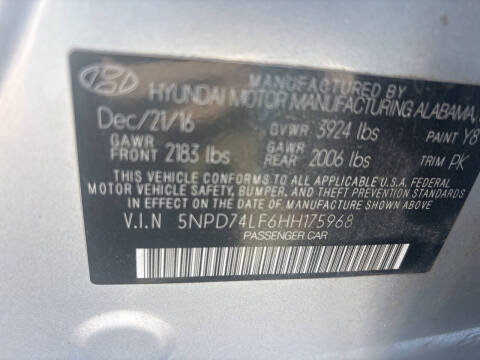 MANUFACTURED BY
HYUNDAI MOTOR MANUFACTURING ALABAMA,
Dec/21/16 GVWR 3924 lbs PAINT Y8
GAWR FRONT 2183 lbs GAWR REAR 2006 lbs TRIM PK
THIS VEHICLE CONFORMS TO ALL APPLICABLE U.S.A. FEDERAL
MOTOR VEHICLE SAFETY, BUMPER, AND THEFT PREVENTION STANDARDS
IN EFFECT ON THE DATE OF MANUFACTURE SHOWN ABOVE
V.I.N 5NPD74LF6HH175968
PASSENGER CAR